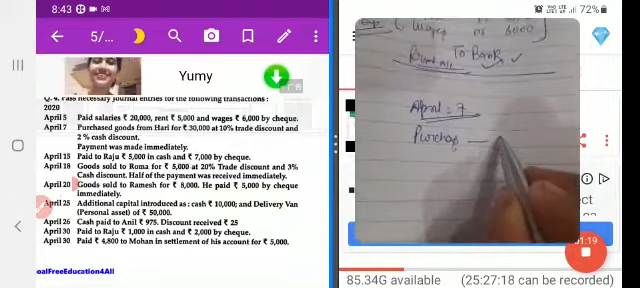 8:43
72%
5/...
Yumy
Q. 4. Pass necessary journal entries for the following transactions :
2020
April 5 Paid salaries ₹ 20,000, rent ₹ 5,000 and wages ₹ 6,000 by cheque.
April 7 Purchased goods from Hari for ₹ 30,000 at 10% trade discount and
2% cash discount.
Payment was made immediately.
April 15 Paid to Raju ₹ 5,000 in cash and ₹ 7,000 by cheque.
April 18 Goods sold to Roma for ₹ 5,000 at 20% Trade discount and 3%
Cash discount. Half of the payment was received immediately.
April 20 Goods sold to Ramesh for ₹ 8,000. He paid ₹ 5,000 by cheque
immediately.
April 25 Additional capital introduced as : cash ₹ 10,000; and Delivery Van
(Personal asset) of ₹ 50,000.
April 26 Cash paid to Anil ₹ 975. Discount received ₹ 25
April 30 Paid to Raju ₹ 1,000 in cash and ₹ 2,000 by cheque.
April 30 Paid ₹ 4,800 to Mohan in settlement of his account for ₹ 5,000.
oalFreeEducation4All
6000
To Bank
April = 7
01:19
85.34G available (25:27:18 can be recorded)